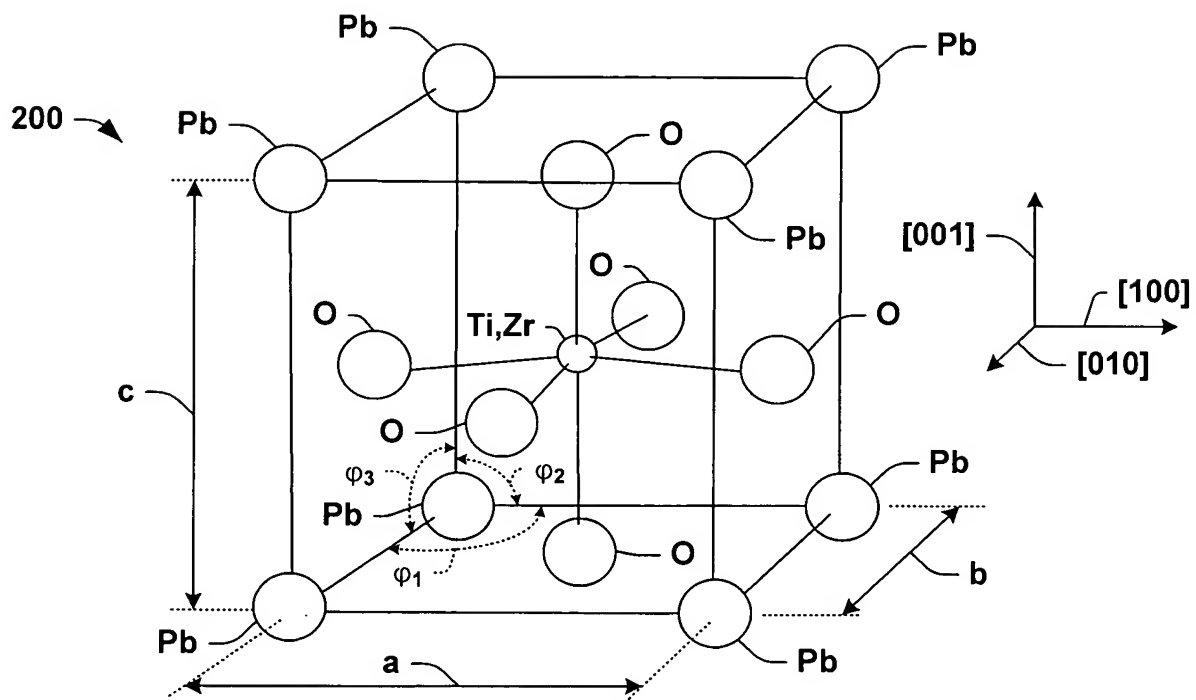 Pb
Pb
200
Pb
O
Pb
[001]
O
[100]
O
Ti,Zr
O
[010]
c
O
φ3
φ2
Pb
Pb
O
φ1
b
Pb
Pb
a